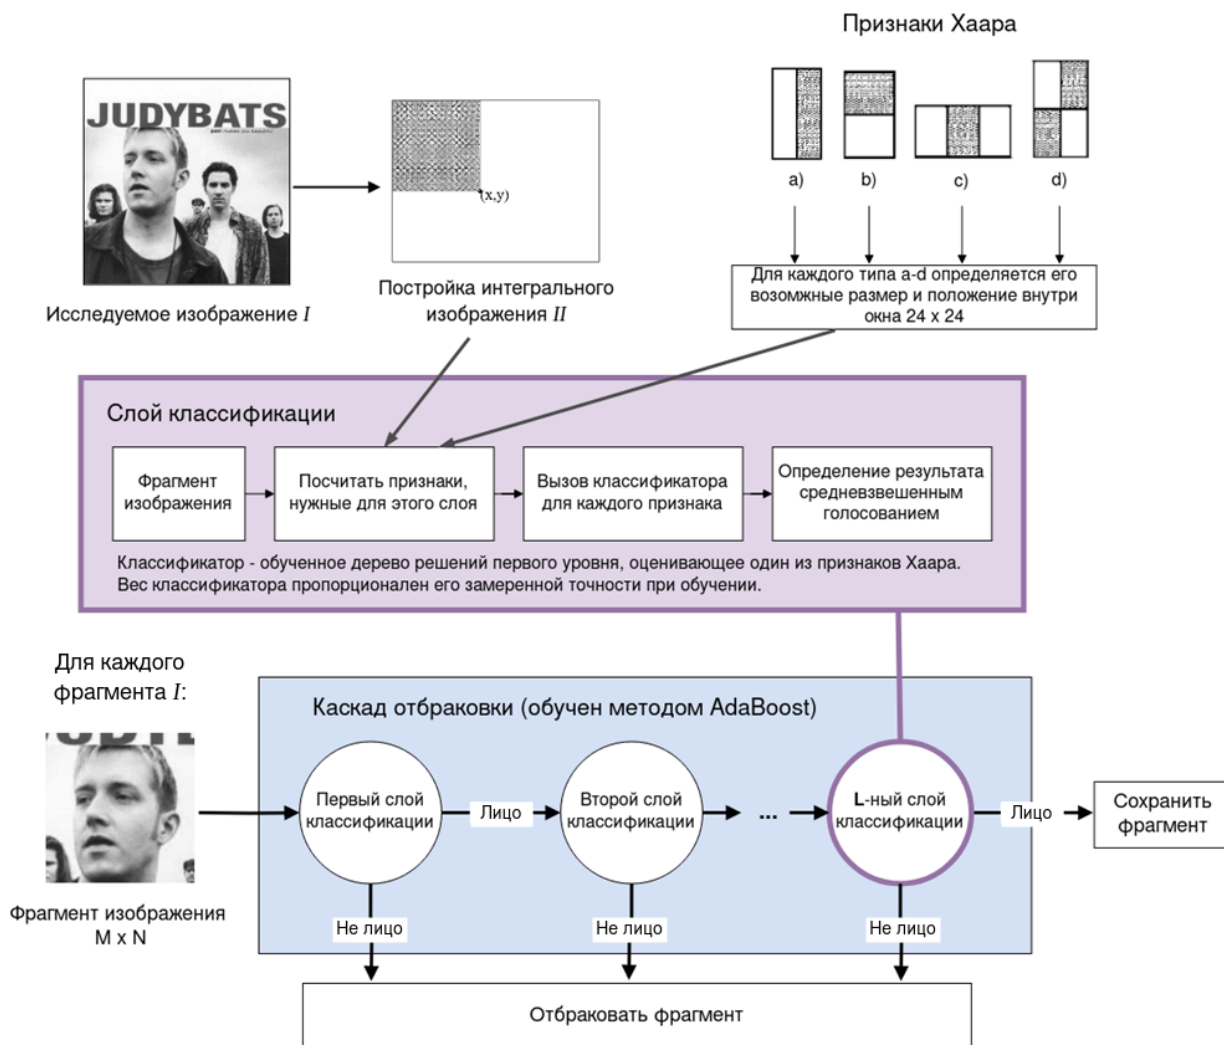 Признаки Хаара
JUDYBATS
(x,y)
a)
b)
c)
d)
Исследуемое изображение I
Постройка интегрального
изображения II
Для каждого типа a-d определяется его
возомжные размер и положение внутри
окна 24 x 24
Слой классификации
Фрагмент
изображения
Посчитать признаки,
нужные для этого слоя
Вызов классификатора
для каждого признака
Определение результата
средневзвешенным
голосованием
Классификатор - обученное дерево решений первого уровня, оценивающее один из признаков Хаара.
Вес классификатора пропорционален его замеренной точности при обучении.
Для каждого
фрагмента I:
Каскад отбраковки (обучен методом AdaBoost)
Первый слой
классификации
Лицо
Второй слой
классификации
...
L-ный слой
классификации
Лицо
Сохранить
фрагмент
Фрагмент изображения
M x N
Не лицо
Не лицо
Не лицо
Отбраковать фрагмент